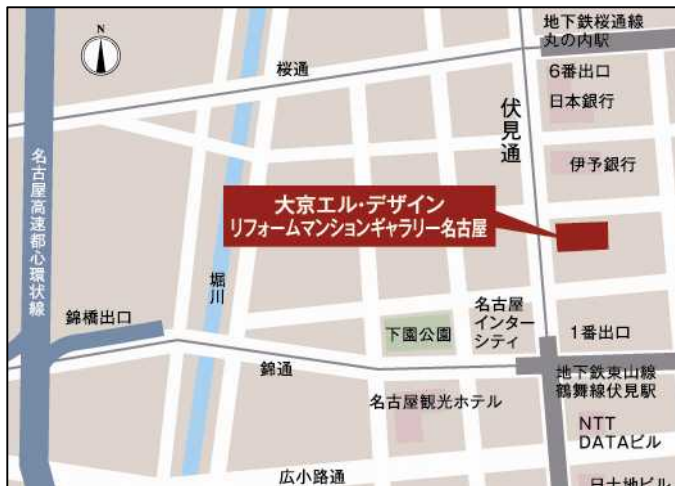 N
地下鉄桜通線
丸の内駅
桜通
6番出口
日本銀行
伏見通
伊予銀行
名古屋高速都心環状線
大京エル・デザイン
リフォームマンションギャラリー名古屋
堀川
錦橋出口
下園公園
名古屋
インター
シティ
1番出口
錦通
地下鉄東山線
鶴舞線伏見駅
名古屋観光ホテル
NTT
DATAビル
広小路通
日土地ビル